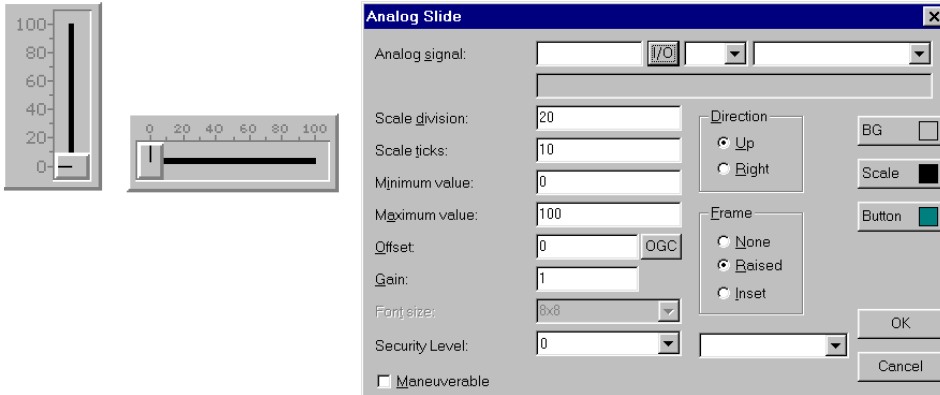 100
80
60
40
20
0
0 20 40 60 80 100
Analog Slide
Analog signal: I/O
Scale division: 20
Scale ticks: 10
Minimum value: 0
Maximum value: 100
Offset: 0 OGC
Gain: 1
Font size: 8x8
Security Level: 0
Maneuverable
Direction
Up
Right
Frame
None
Raised
Inset
BG
Scale
Button
OK
Cancel